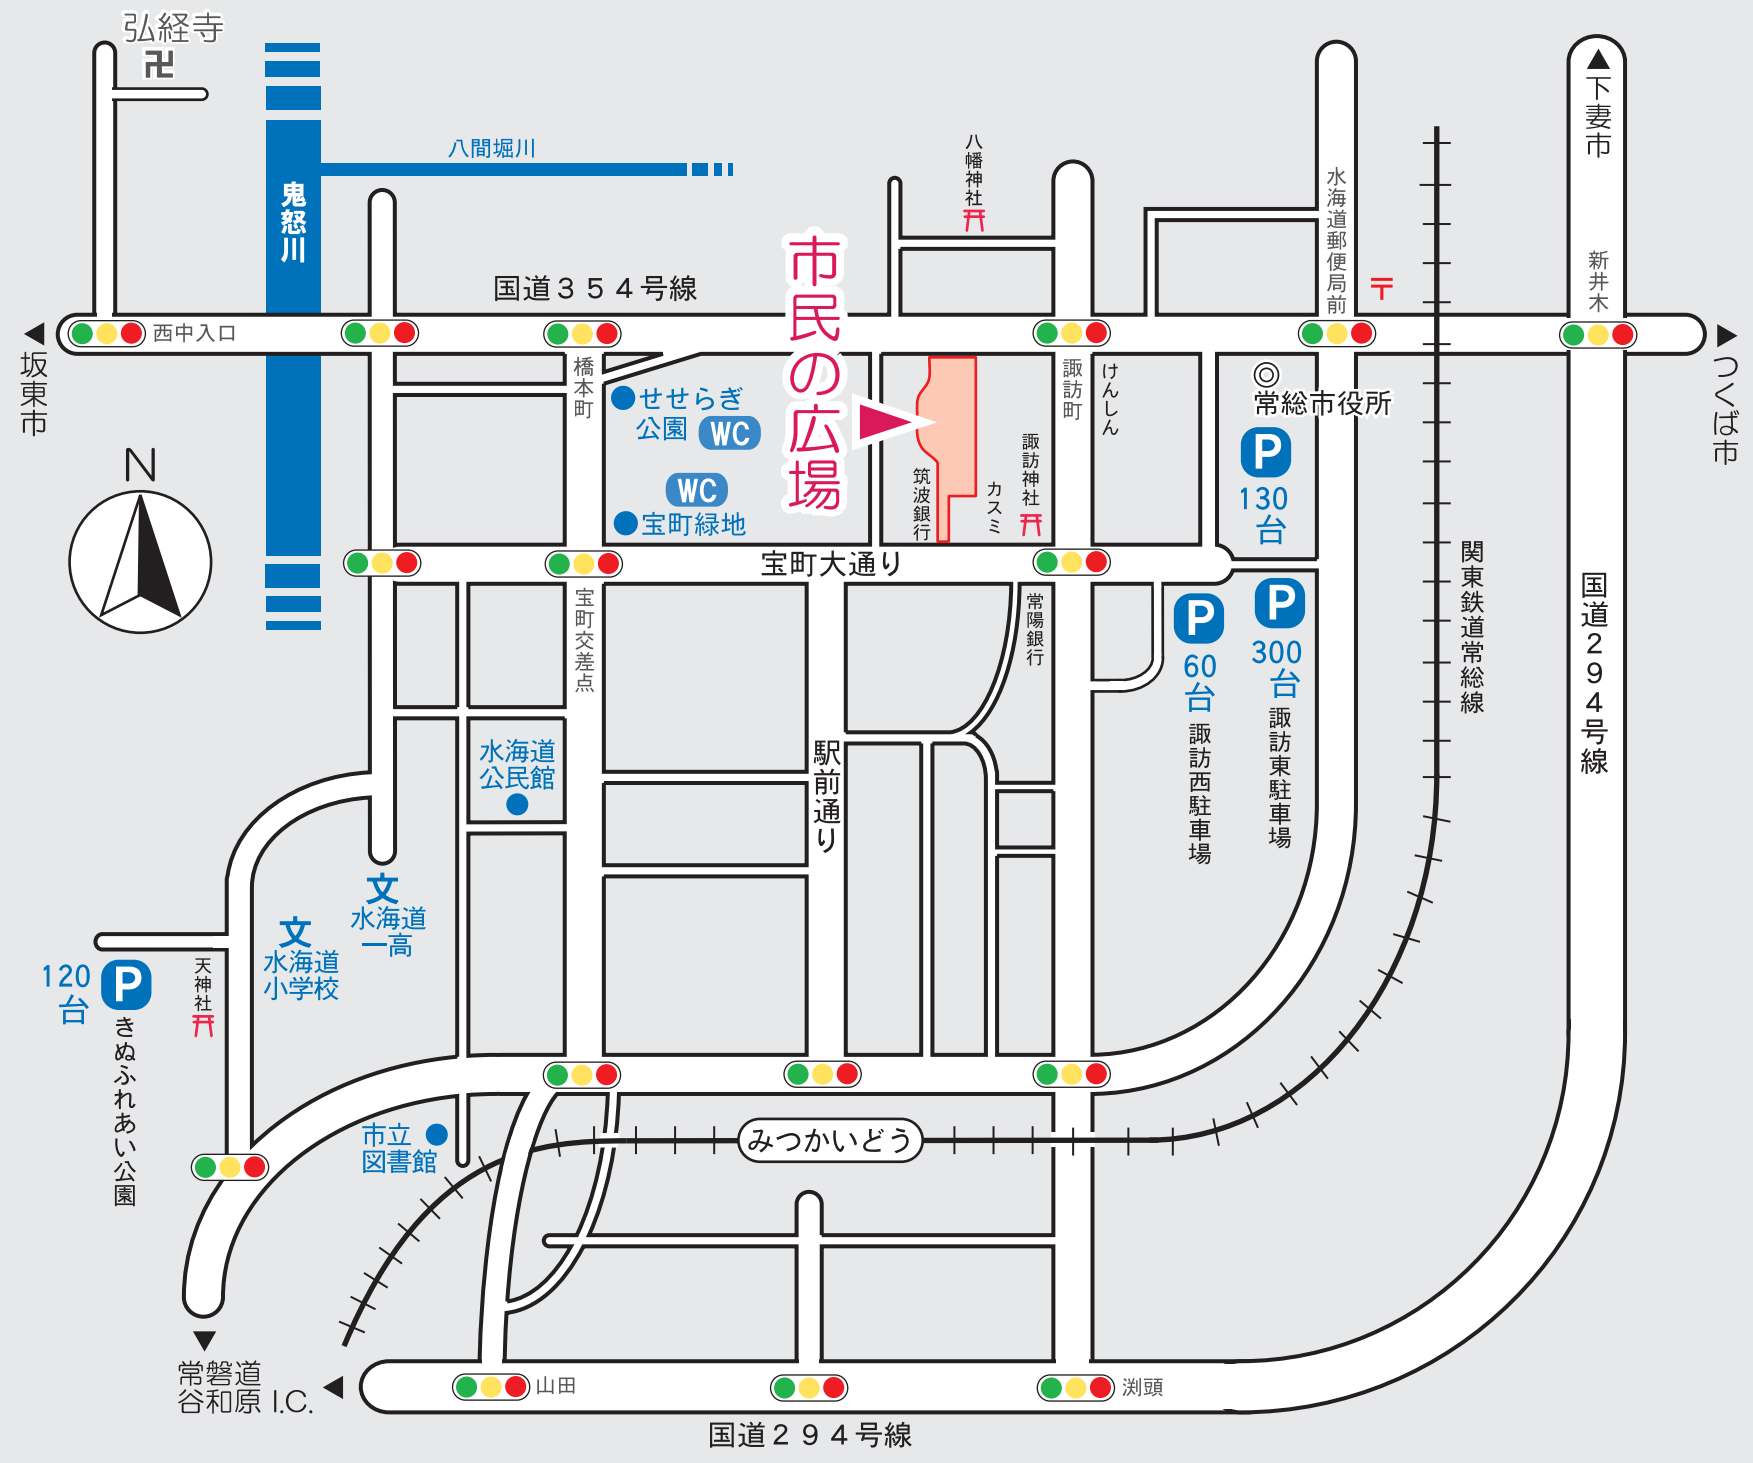 弘経寺
卍
鬼怒川
八間堀川
八幡神社
水海道郵便局前
〒
▲
下妻市
新井木
国道354号線
市民の広場
◀
坂東市
西中入口
橋本町
せせらぎ
公園
WC
WC
宝町緑地
筑波銀行
カスミ
諏訪神社
諏訪町
けんしん
◎
常総市役所
P
130
台
▶
つくば市
N
宝町大通り
宝町交差点
常陽銀行
P
60
台
諏訪西駐車場
P
300
台
諏訪東駐車場
関東鉄道常総線
国道294号線
水海道
公民館
駅前通り
文
水海道
一高
文
水海道
小学校
120
台
P
きぬふれあい公園
天神社
市立
図書館
みつかいどう
▼
常磐道
谷和原 I.C.
◀
山田
渕頭
国道294号線